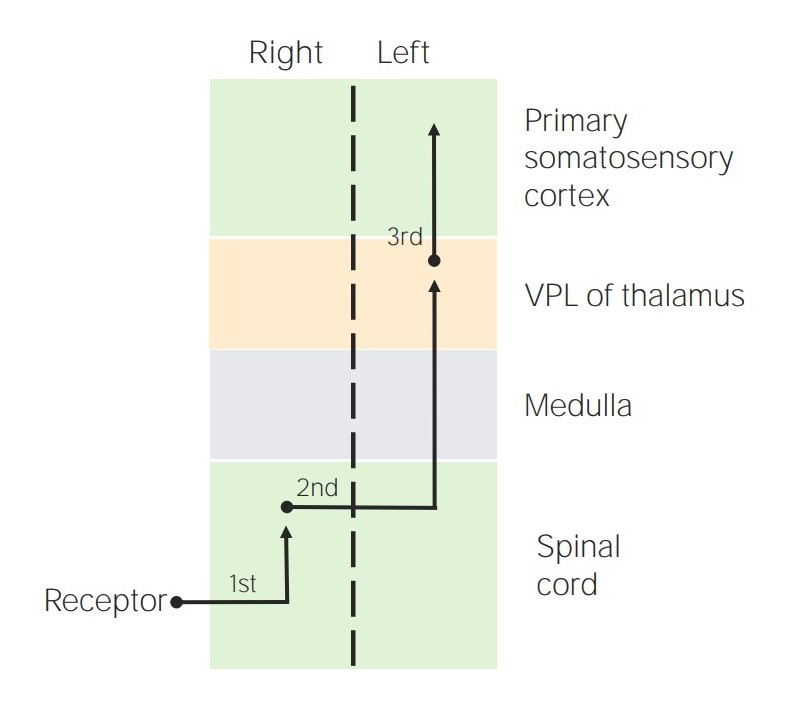 Right Left
Primary
somatosensory
cortex
3rd
VPL of thalamus
Medulla
2nd
Spinal
cord
1st
Receptor